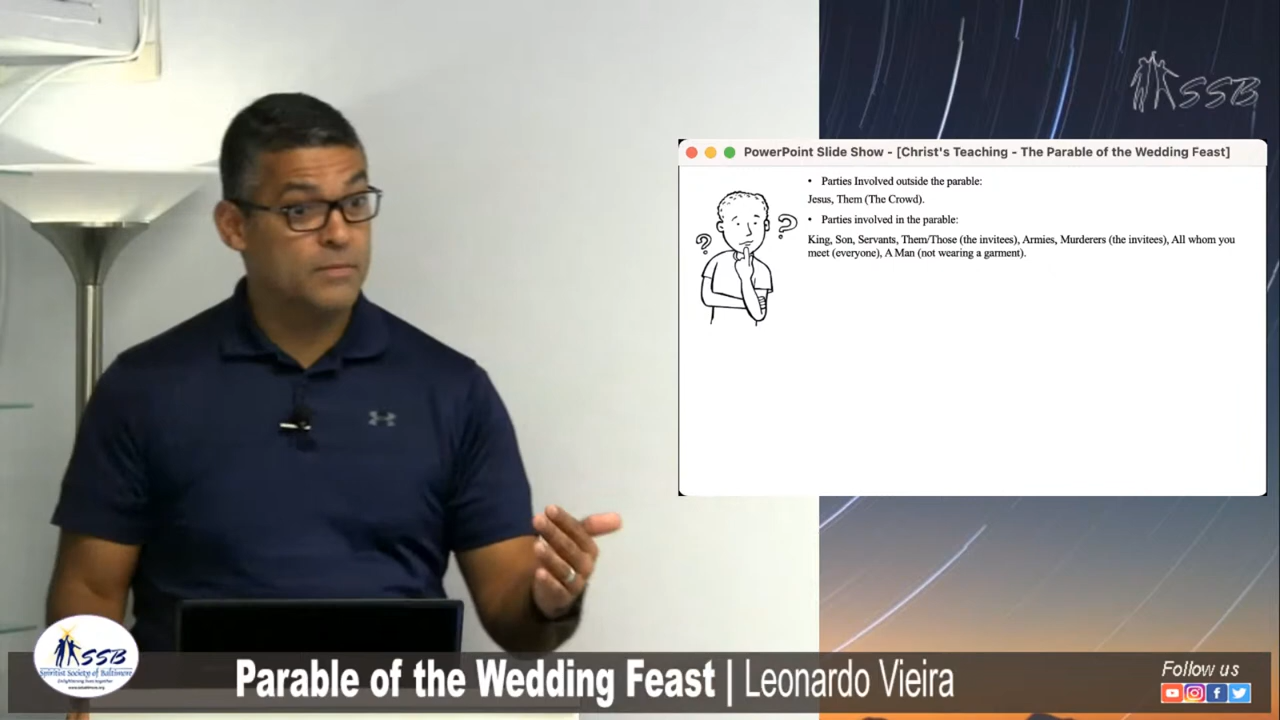 SSB
PowerPoint Slide Show - [Christ's Teaching - The Parable of the Wedding Feast]
• Parties Involved outside the parable:
Jesus, Them (The Crowd).
• Parties involved in the parable:
King, Son, Servants, Them/Those (the invitees), Armies, Murderers (the invitees), All whom you
meet (everyone), A Man (not wearing a garment).
? ?
SSB
Spiritist Society of Baltimore
Parable of the Wedding Feast | Leonardo Vieira
Follow us